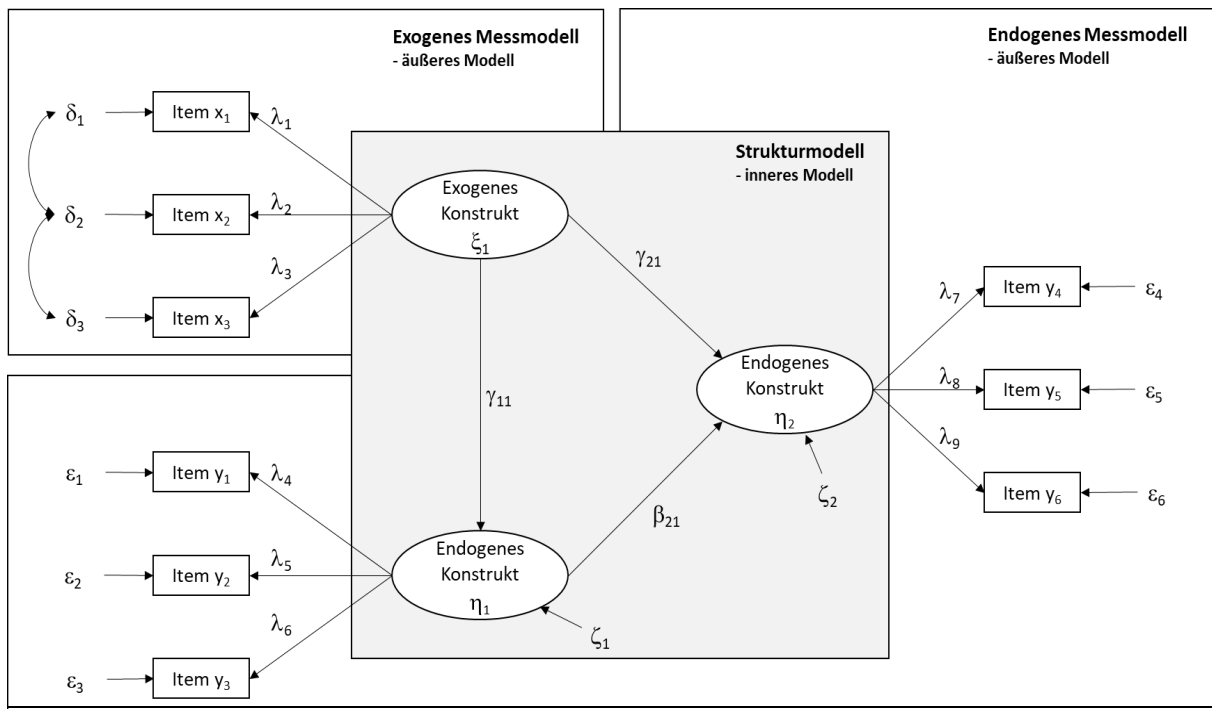 Exogenes Messmodell
- äußeres Modell
δ₁
Item x₁
λ₁
δ₂
Item x₂
λ₂
δ₃
Item x₃
λ₃
Endogenes Messmodell
- äußeres Modell
Strukturmodell
- inneres Modell
Exogenes
Konstrukt
ξ₁
γ₂₁
γ₁₁
Endogenes
Konstrukt
η₂
ζ₂
β₂₁
Endogenes
Konstrukt
η₁
ζ₁
λ₇
Item y₄
ε₄
λ₈
Item y₅
ε₅
λ₉
Item y₆
ε₆
ε₁
Item y₁
λ₄
ε₂
Item y₂
λ₅
ε₃
Item y₃
λ₆